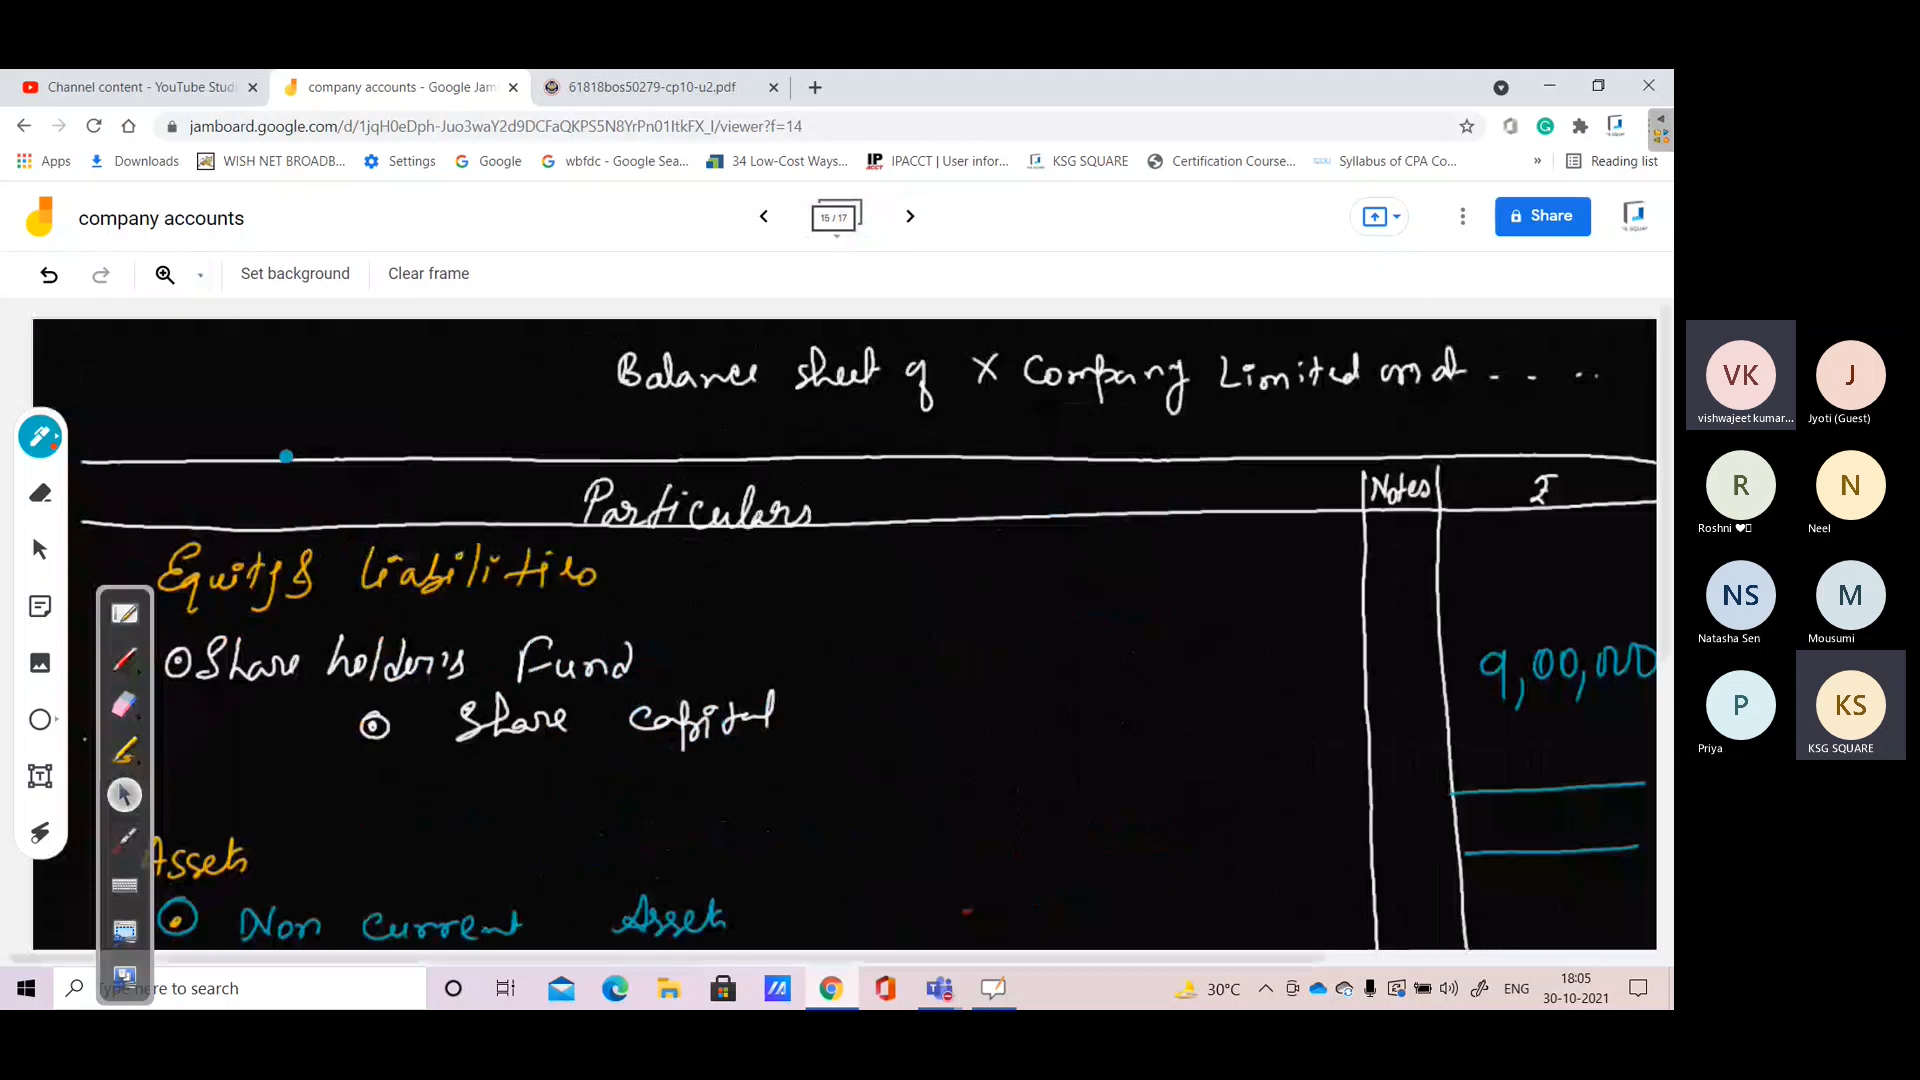 Channel content - YouTube Stud
company accounts - Google Jam
61818bos50279-cp10-u2.pdf
jamboard.google.com/d/1jqH0eDph-Juo3waY2d9DCFaQKPS5N8YrPn01ItkFX_I/viewer?f=14
Apps Downloads WISH NET BROADB... Settings Google wbfdc - Google Sea... 34 Low-Cost Ways... IPACCT | User infor... KSG SQUARE Certification Course... Syllabus of CPA Co... » Reading list
company accounts
15 / 17
Share
Set background Clear frame
Balance sheet of X Company Limited as at . . . .
Particulars Notes ₹
Equity & Liabilities
Share holder's Fund 9,00,000
Share capital
Assets
Non current Asset
VK
vishwajeet kumar...
J
Jyoti (Guest)
R
Roshni
N
Neel
NS
Natasha Sen
M
Mousumi
P
Priya
KS
KSG SQUARE
Type here to search
30°C ENG 18:05
30-10-2021